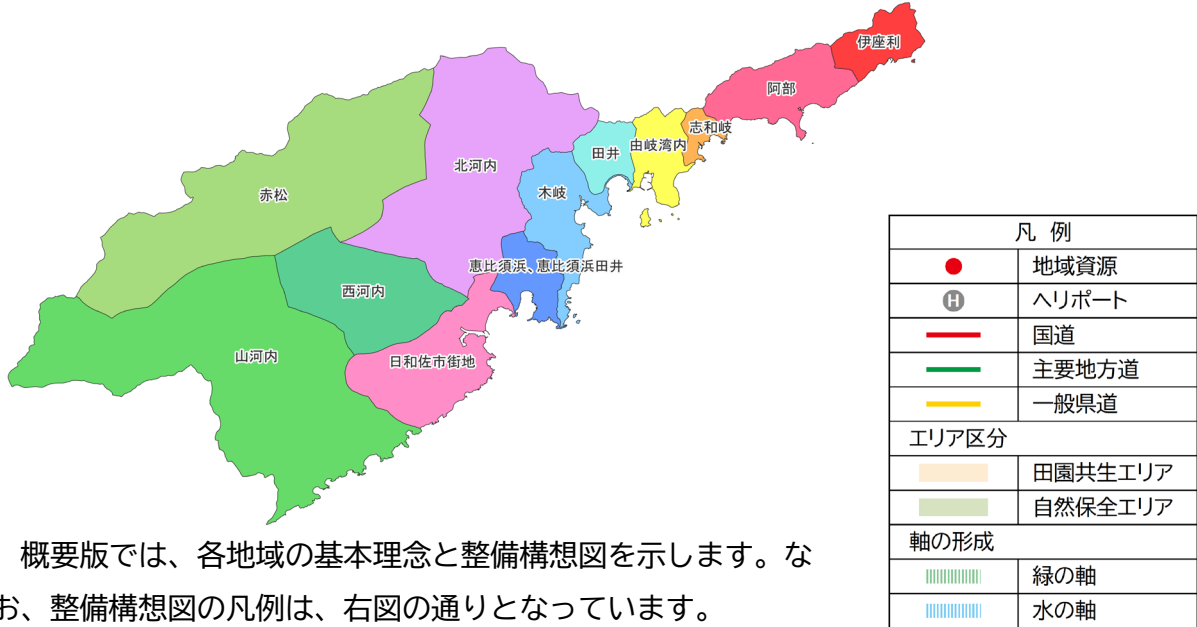 伊座利
阿部
志和岐
由岐湾内
田井
北河内
木岐
赤松
恵比須浜、恵比須浜田井
西河内
山河内
日和佐市街地
凡 例
地域資源
H ヘリポート
国道
主要地方道
一般県道
エリア区分
田園共生エリア
自然保全エリア
軸の形成
緑の軸
水の軸
概要版では、各地域の基本理念と整備構想図を示します。な
お、整備構想図の凡例は、右図の通りとなっています。